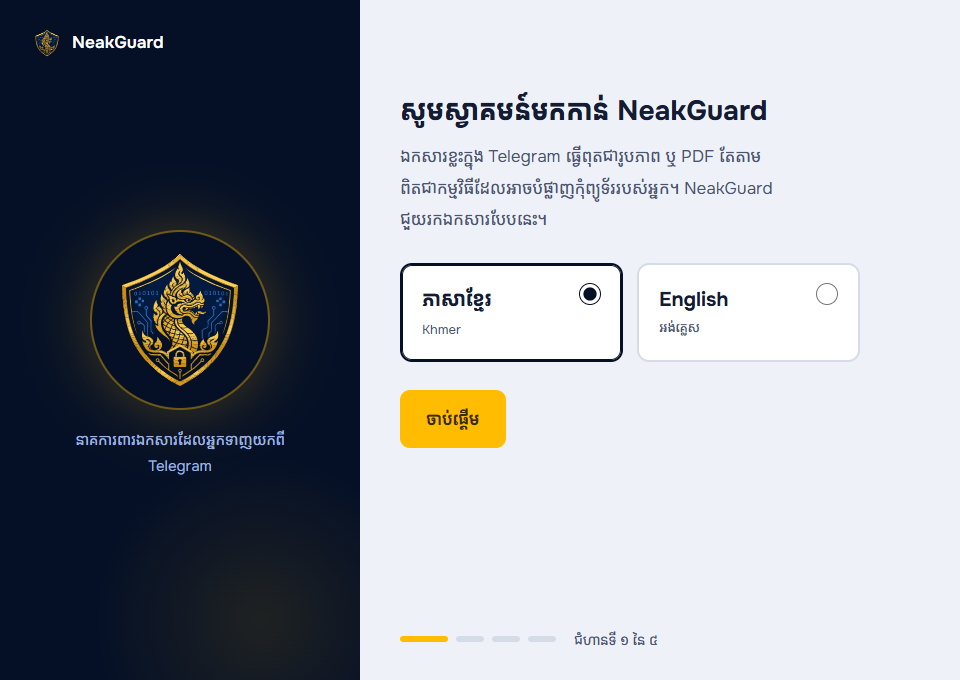 NeakGuard
នាគការពារឯកសារដែលអ្នកទាញយកពី
Telegram
សូមស្វាគមន៍មកកាន់ NeakGuard
ឯកសារខ្លះក្នុង Telegram ធ្វើពុតជារូបភាព ឬ PDF តែតាម
ពិតជាកម្មវិធីដែលអាចបំផ្លាញកុំព្យូទ័ររបស់អ្នក។ NeakGuard
ជួយរកឯកសារបែបនេះ។
ភាសាខ្មែរ
Khmer
English
អង់គ្លេស
ចាប់ផ្តើម
ជំហានទី ១ នៃ ៤